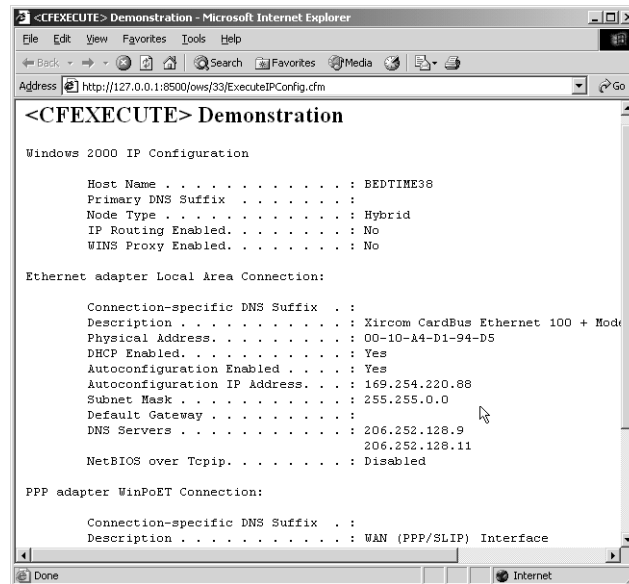 <CFEXECUTE> Demonstration - Microsoft Internet Explorer
File Edit View Favorites Tools Help
Back Search Favorites Media
Address http://127.0.0.1:8500/ows/33/ExecuteIPConfig.cfm Go
<CFEXECUTE> Demonstration
Windows 2000 IP Configuration
Host Name . . . . . . . . . . . . : BEDTIME38
Primary DNS Suffix . . . . . . . :
Node Type . . . . . . . . . . . . : Hybrid
IP Routing Enabled. . . . . . . . : No
WINS Proxy Enabled. . . . . . . . : No
Ethernet adapter Local Area Connection:
Connection-specific DNS Suffix . :
Description . . . . . . . . . . . : Xircom CardBus Ethernet 100 + Mode
Physical Address. . . . . . . . . : 00-10-A4-D1-94-D5
DHCP Enabled. . . . . . . . . . . : Yes
Autoconfiguration Enabled . . . . : Yes
Autoconfiguration IP Address. . . : 169.254.220.88
Subnet Mask . . . . . . . . . . . : 255.255.0.0
Default Gateway . . . . . . . . . :
DNS Servers . . . . . . . . . . . : 206.252.128.9
206.252.128.11
NetBIOS over Tcpip. . . . . . . . : Disabled
PPP adapter WinPoET Connection:
Connection-specific DNS Suffix . :
Description . . . . . . . . . . . : WAN (PPP/SLIP) Interface
Done Internet